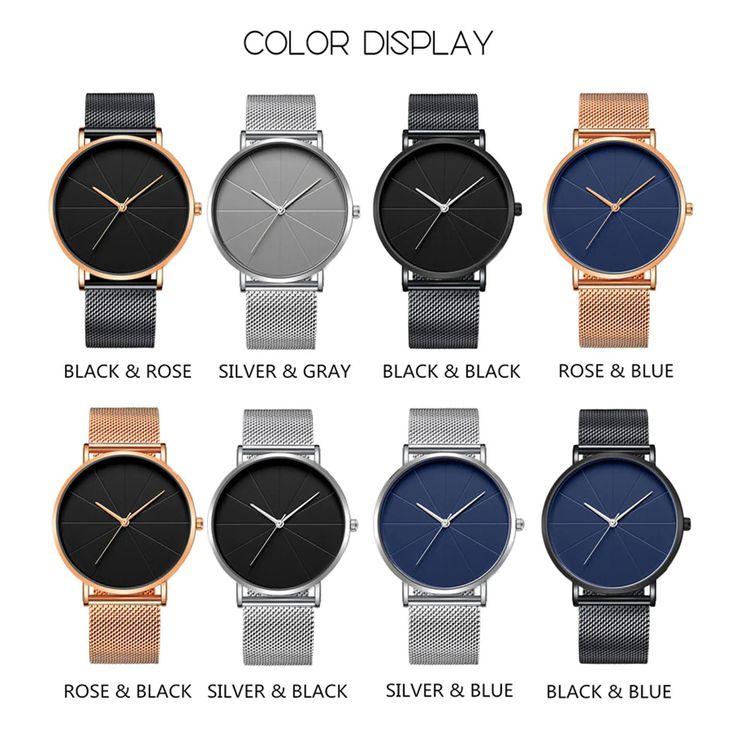 COLOR DISPLAY
BLACK & ROSE
SILVER & GRAY
BLACK & BLACK
ROSE & BLUE
ROSE & BLACK
SILVER & BLACK
SILVER & BLUE
BLACK & BLUE